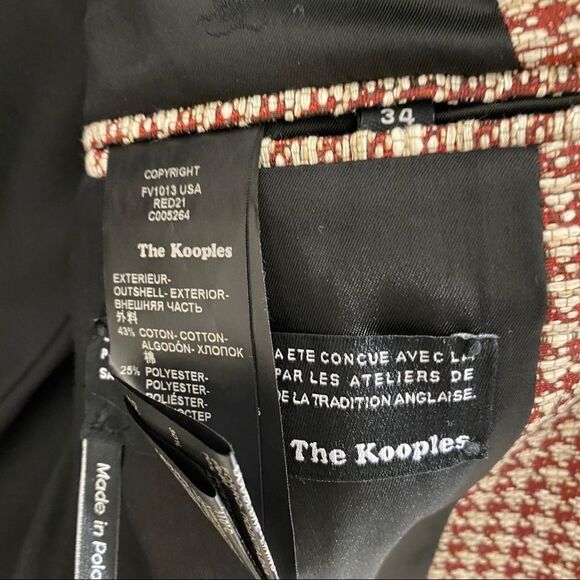 34
COPYRIGHT
FV1013 USA
RED21
C005264
The Kooples
EXTERIEUR-
OUTSHELL- EXTERIOR-
ВНЕШНЯЯ ЧАСТЬ
外料
43% COTON- COTTON-
ALGODÓN- ХЛОПОК
棉
25% POLYESTER-
POLYESTER-
POLIÉSTER-
A ETE CONCUE AVEC
PAR LES ATELIERS DE
DE LA TRADITION ANGLAISE.
The Kooples
Made in